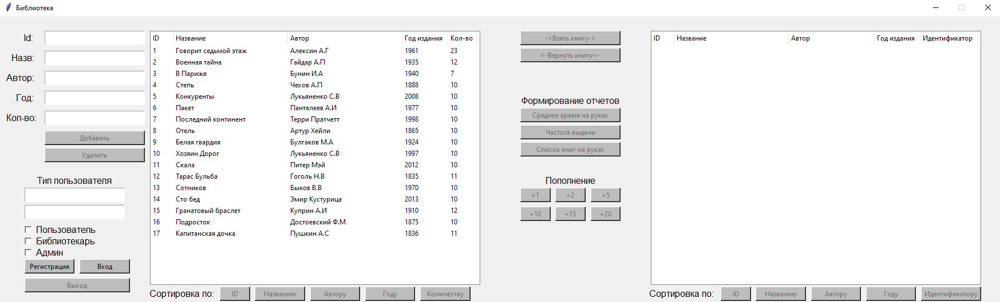 Библиотека
Id:
Назв:
Автор:
Год:
Кол-во:
Добавить
Удалить
Тип пользователя
Пользователь
Библиотекарь
Админ
Регистрация Вход
Выход
ID Название Автор Год издания Кол-во
1 Говорит седьмой этаж Алексин А.Г 1961 23
2 Военная тайна Гайдар А.П 1935 12
3 В Париже Бунин И.А 1940 7
4 Степь Чехов А.П 1888 10
5 Конкуренты Лукьяненко С.В 2008 10
6 Пакет Пантелеев А.И 1977 10
7 Последний континент Терри Пратчетт 1998 10
8 Отель Артур Хейли 1865 10
9 Белая гвардия Булгаков М.А 1924 10
10 Хозяин Дорог Лукьяненко С.В 1997 10
11 Скала Питер Мэй 2012 10
12 Тарас Бульба Гоголь Н.В 1835 11
13 Сотников Быков В.В 1970 10
14 Сто бед Эмир Кустурица 2013 10
15 Гранатовый браслет Куприн А.И 1910 12
16 Подросток Достоевский Ф.М 1875 10
17 Капитанская дочка Пушкин А.С 1836 11
Сортировка по: ID Названию Автору Году Количеству
->Взять книгу->
<-Вернуть книгу<-
Формирование отчетов
Среднее время на руках
Частота выдачи
Список книг на руках
Пополнение
+1 +2 +5
+10 +15 +20
ID Название Автор Год издания Идентификатор
Сортировка по: ID Названию Автору Году Идентификатору